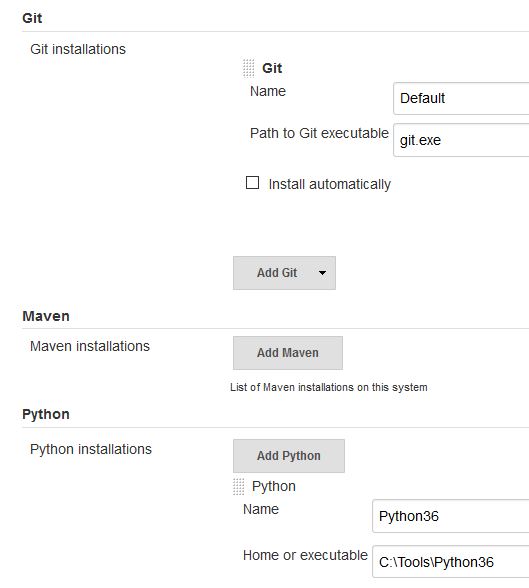 Git
Git installations
Git
Name
Default
Path to Git executable
git.exe
Install automatically
Add Git
Maven
Maven installations
Add Maven
List of Maven installations on this system
Python
Python installations
Add Python
Python
Name
Python36
Home or executable
C:\Tools\Python36